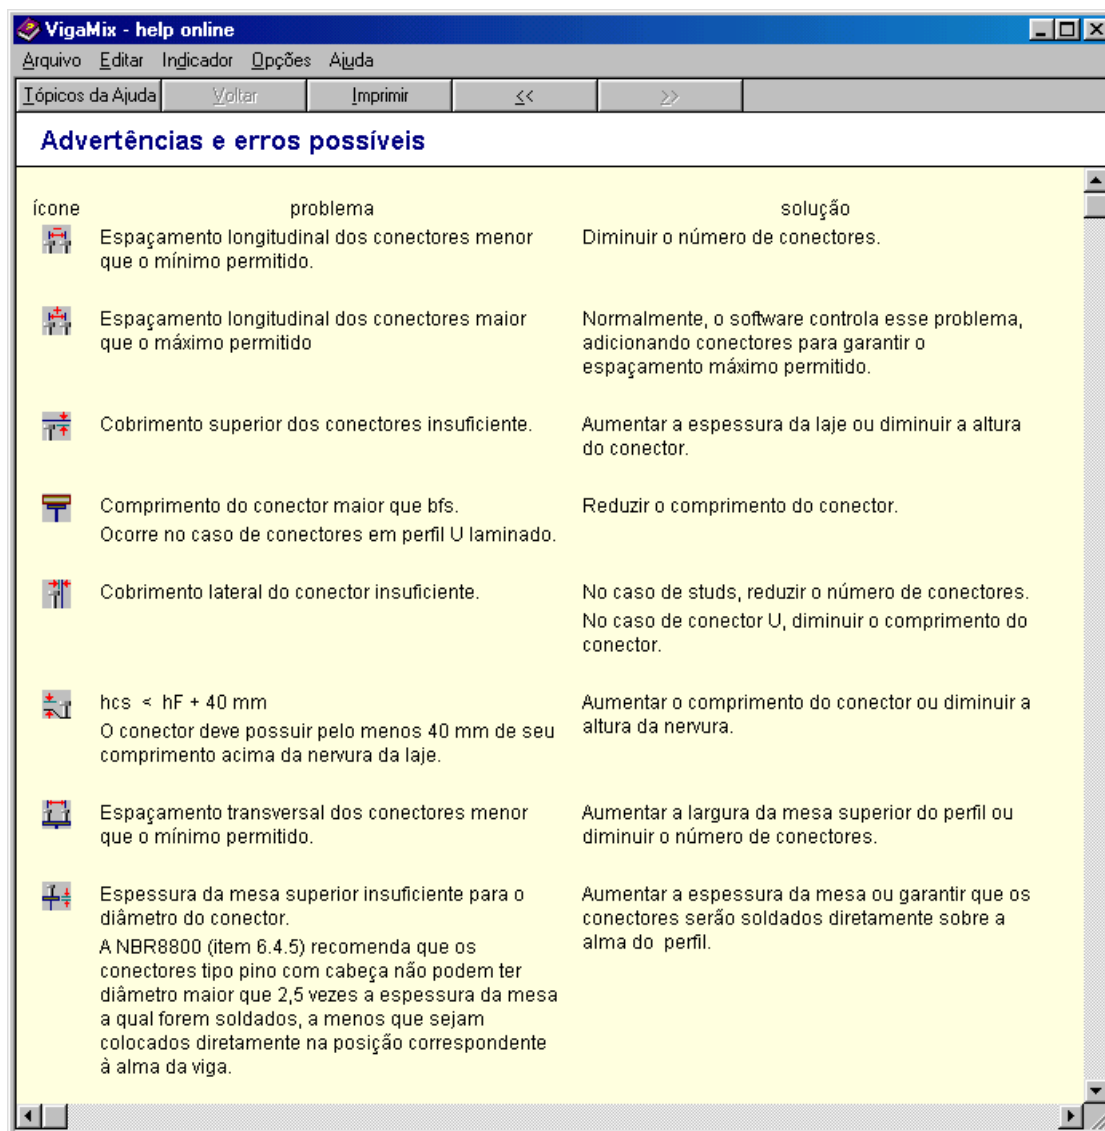 VigaMix - help online
Arquivo Editar Indicador Opções Ajuda
Tópicos da Ajuda Voltar Imprimir << >>
Advertências e erros possíveis
ícone problema solução
Espaçamento longitudinal dos conectores menor
que o mínimo permitido.
Diminuir o número de conectores.
Espaçamento longitudinal dos conectores maior
que o máximo permitido
Normalmente, o software controla esse problema,
adicionando conectores para garantir o
espaçamento máximo permitido.
Cobrimento superior dos conectores insuficiente.
Aumentar a espessura da laje ou diminuir a altura
do conector.
Comprimento do conector maior que bfs.
Ocorre no caso de conectores em perfil U laminado.
Reduzir o comprimento do conector.
Cobrimento lateral do conector insuficiente.
No caso de studs, reduzir o número de conectores.
No caso de conector U, diminuir o comprimento do
conector.
hcs < hF + 40 mm
O conector deve possuir pelo menos 40 mm de seu
comprimento acima da nervura da laje.
Aumentar o comprimento do conector ou diminuir a
altura da nervura.
Espaçamento transversal dos conectores menor
que o mínimo permitido.
Aumentar a largura da mesa superior do perfil ou
diminuir o número de conectores.
Espessura da mesa superior insuficiente para o
diâmetro do conector.
A NBR8800 (item 6.4.5) recomenda que os
conectores tipo pino com cabeça não podem ter
diâmetro maior que 2,5 vezes a espessura da mesa
a qual forem soldados, a menos que sejam
colocados diretamente na posição correspondente
à alma da viga.
Aumentar a espessura da mesa ou garantir que os
conectores serão soldados diretamente sobre a
alma do perfil.